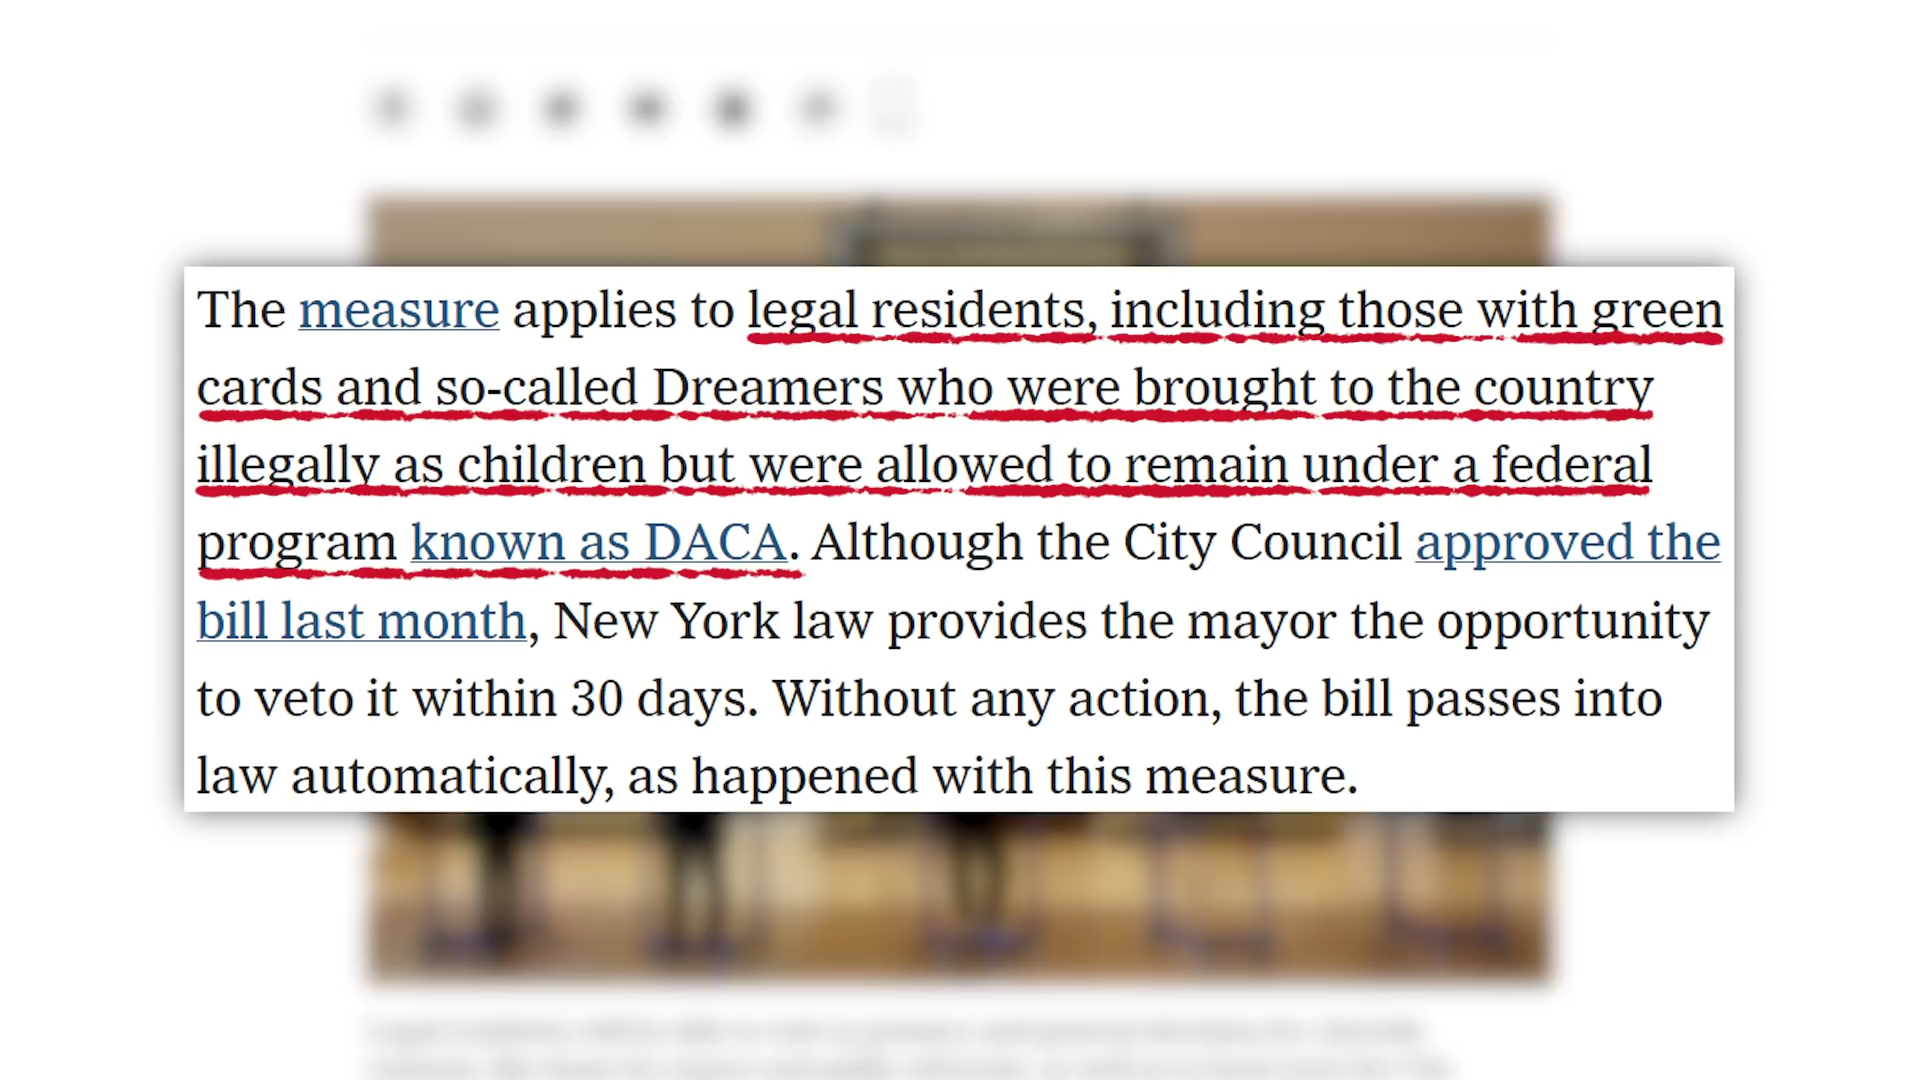 The measure applies to legal residents, including those with green
cards and so-called Dreamers who were brought to the country
illegally as children but were allowed to remain under a federal
program known as DACA. Although the City Council approved the
bill last month, New York law provides the mayor the opportunity
to veto it within 30 days. Without any action, the bill passes into
law automatically, as happened with this measure.